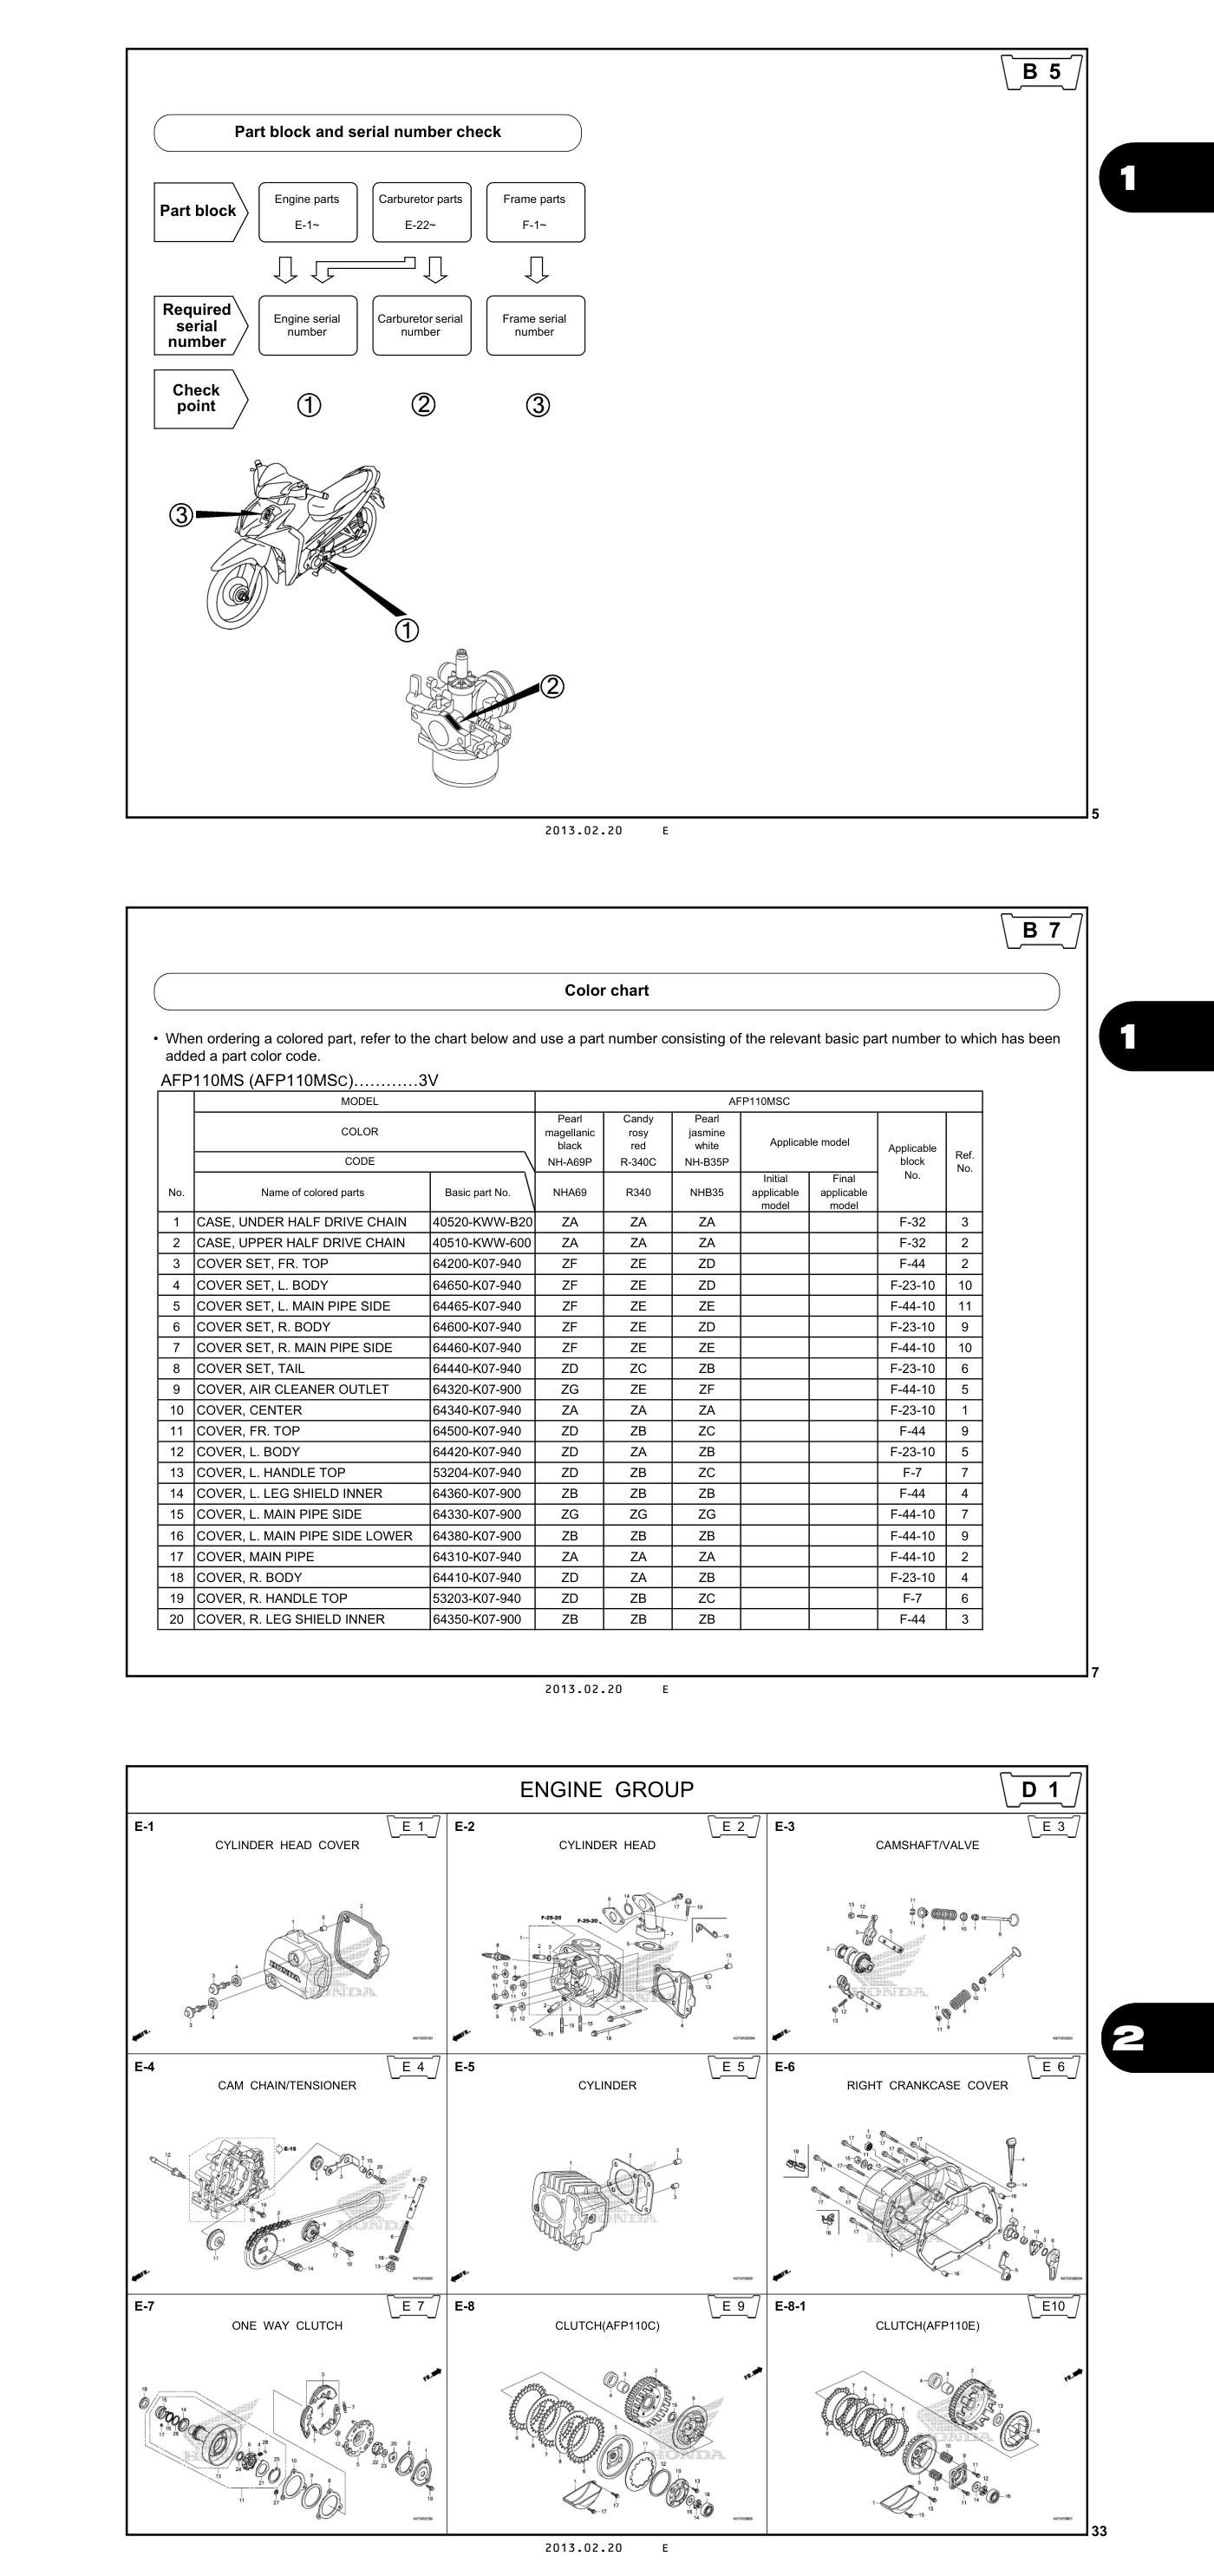 B 5
Part block and serial number check
1
Part block
Engine parts
E-1~
Carburetor parts
E-22~
Frame parts
F-1~
Required
serial
number
Engine serial
number
Carburetor serial
number
Frame serial
number
Check
point
① ② ③
③
①
②
5
2013.02.20 E
B 7
Color chart
1
• When ordering a colored part, refer to the chart below and use a part number consisting of the relevant basic part number to which has been
added a part color code.
AFP110MS (AFP110MSC)............3V
MODEL AFP110MSC
COLOR Pearl magellanic black Candy rosy red Pearl jasmine white Applicable model Applicable block No. Ref. No.
CODE NH-A69P R-340C NH-B35P
No. Name of colored parts Basic part No. NHA69 R340 NHB35 Initial applicable model Final applicable model
1 CASE, UNDER HALF DRIVE CHAIN 40520-KWW-B20 ZA ZA ZA F-32 3
2 CASE, UPPER HALF DRIVE CHAIN 40510-KWW-600 ZA ZA ZA F-32 2
3 COVER SET, FR. TOP 64200-K07-940 ZF ZE ZD F-44 2
4 COVER SET, L. BODY 64650-K07-940 ZF ZE ZD F-23-10 10
5 COVER SET, L. MAIN PIPE SIDE 64465-K07-940 ZF ZE ZE F-44-10 11
6 COVER SET, R. BODY 64600-K07-940 ZF ZE ZD F-23-10 9
7 COVER SET, R. MAIN PIPE SIDE 64460-K07-940 ZF ZE ZE F-44-10 10
8 COVER SET, TAIL 64440-K07-940 ZD ZC ZB F-23-10 6
9 COVER, AIR CLEANER OUTLET 64320-K07-900 ZG ZE ZF F-44-10 5
10 COVER, CENTER 64340-K07-940 ZA ZA ZA F-23-10 1
11 COVER, FR. TOP 64500-K07-940 ZD ZB ZC F-44 9
12 COVER, L. BODY 64420-K07-940 ZD ZA ZB F-23-10 5
13 COVER, L. HANDLE TOP 53204-K07-940 ZD ZB ZC F-7 7
14 COVER, L. LEG SHIELD INNER 64360-K07-900 ZB ZB ZB F-44 4
15 COVER, L. MAIN PIPE SIDE 64330-K07-900 ZG ZG ZG F-44-10 7
16 COVER, L. MAIN PIPE SIDE LOWER 64380-K07-900 ZB ZB ZB F-44-10 9
17 COVER, MAIN PIPE 64310-K07-940 ZA ZA ZA F-44-10 2
18 COVER, R. BODY 64410-K07-940 ZD ZA ZB F-23-10 4
19 COVER, R. HANDLE TOP 53203-K07-940 ZD ZB ZC F-7 6
20 COVER, R. LEG SHIELD INNER 64350-K07-900 ZB ZB ZB F-44 3
7
2013.02.20 E
ENGINE GROUP
D 1
E-1 E 1
CYLINDER HEAD COVER
HONDA
E-2 E 2
CYLINDER HEAD
F-25-20 F-25-20
HONDA
E-3 E 3
CAMSHAFT/VALVE
HONDA
2
E-4 E 4
CAM CHAIN/TENSIONER
E-15
HONDA
E-5 E 5
CYLINDER
HONDA
E-6 E 6
RIGHT CRANKCASE COVER
HONDA
E-7 E 7
ONE WAY CLUTCH
FR.
HONDA
E-8 E 9
CLUTCH(AFP110C)
FR.
HONDA
E-8-1 E10
CLUTCH(AFP110E)
FR.
HONDA
33
2013.02.20 E